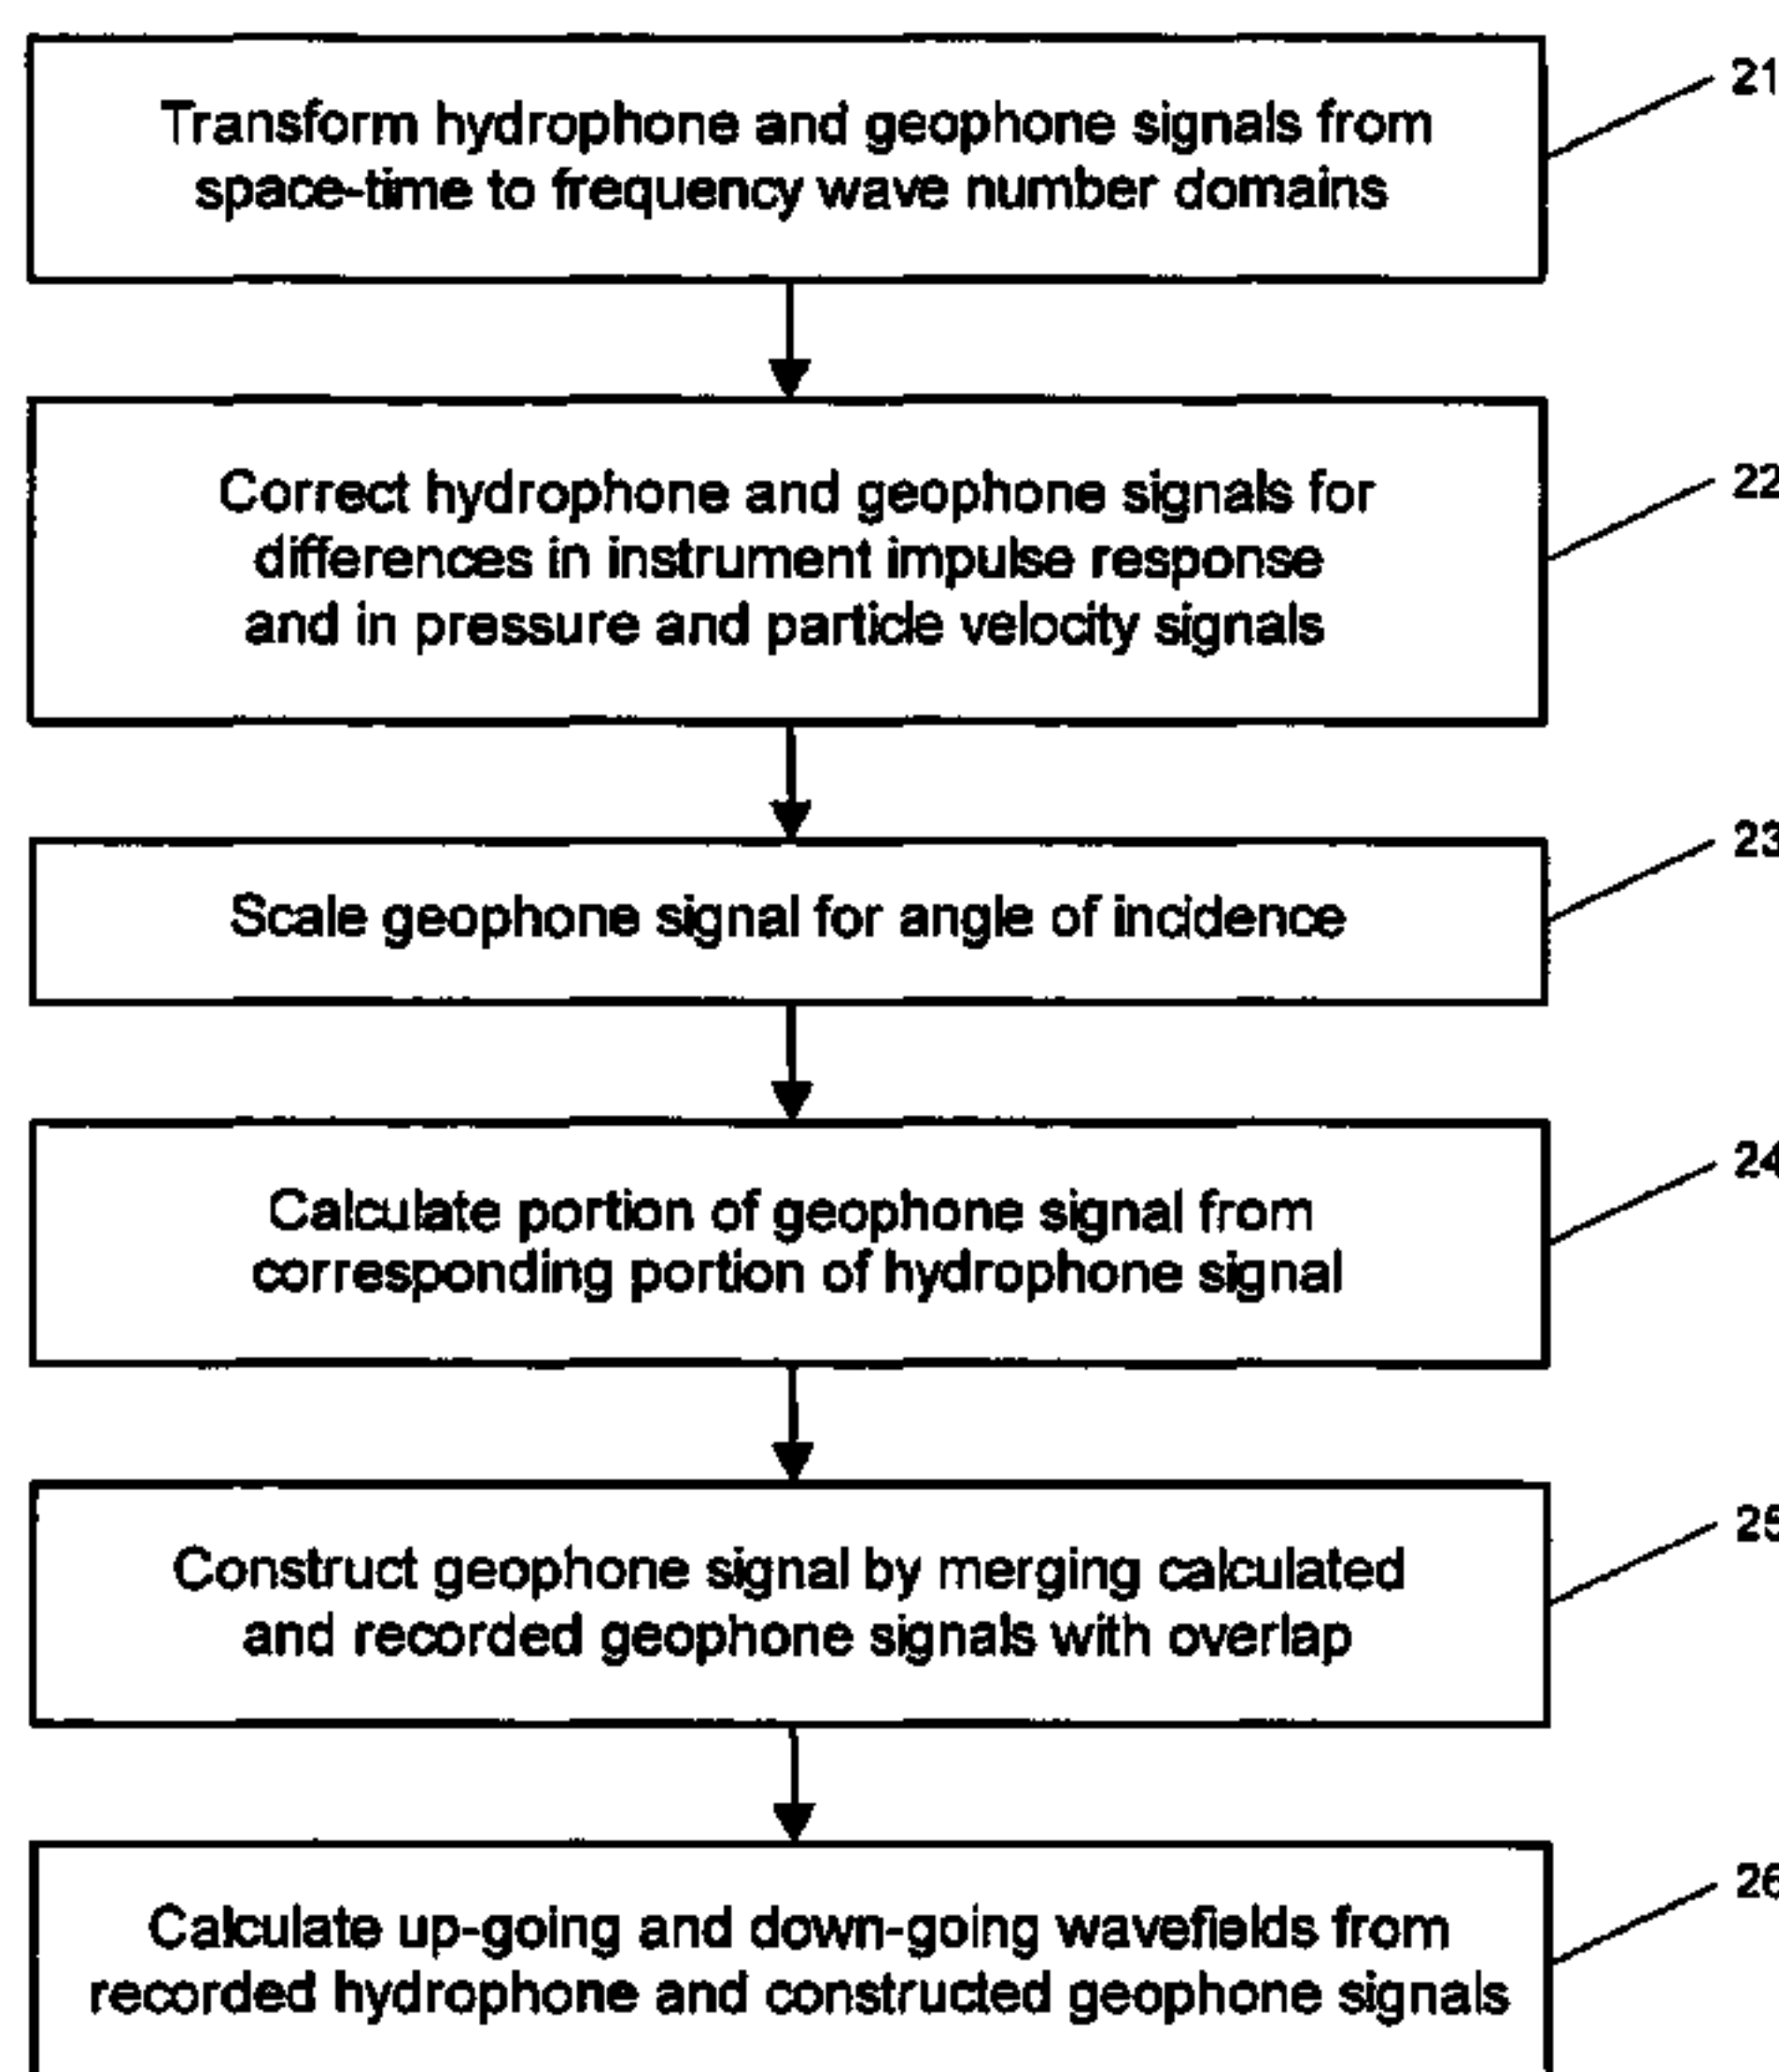 Transform hydrophone and geophone signals from
space-time to frequency wave number domains
21
Correct hydrophone and geophone signals for
differences in instrument impulse response
and in pressure and particle velocity signals
22
Scale geophone signal for angle of incidence
23
Calculate portion of geophone signal from
corresponding portion of hydrophone signal
24
Construct geophone signal by merging calculated
and recorded geophone signals with overlap
25
Calculate up-going and down-going wavefields from
recorded hydrophone and constructed geophone signals
26